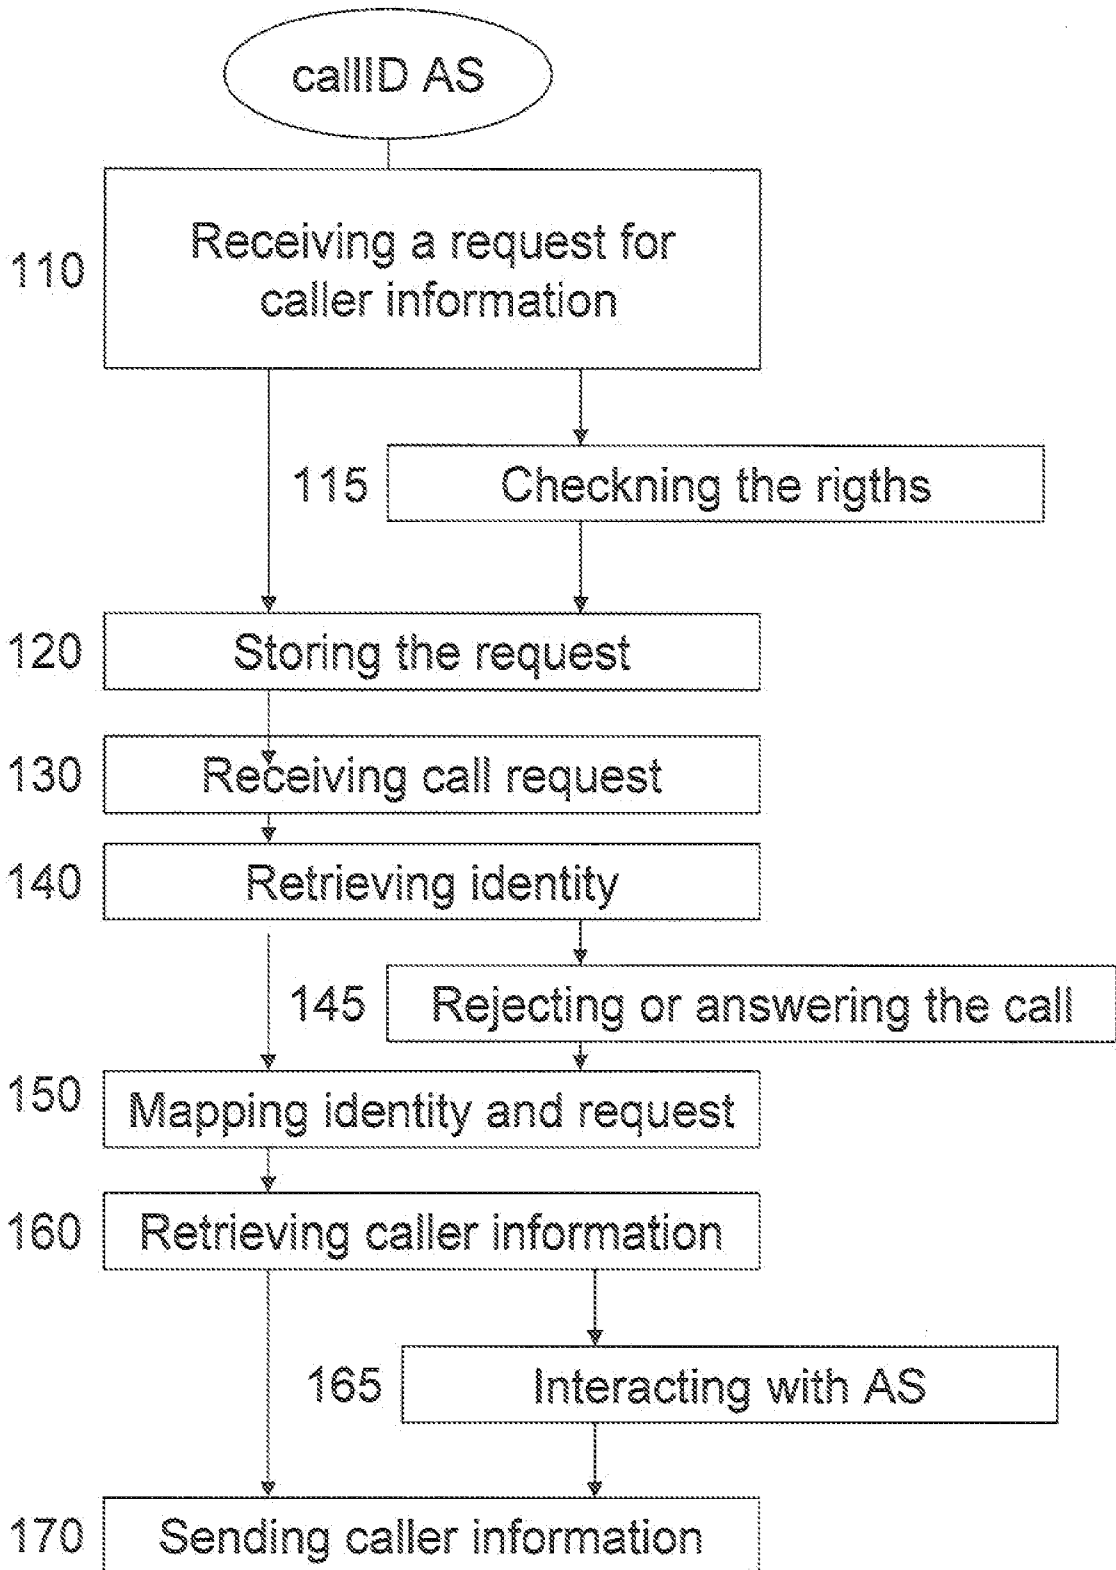 callID AS
110
Receiving a request for
caller information
115
Checkning the rigths
120
Storing the request
130
Receiving call request
140
Retrieving identity
145
Rejecting or answering the call
150
Mapping identity and request
160
Retrieving caller information
165
Interacting with AS
170
Sending caller information